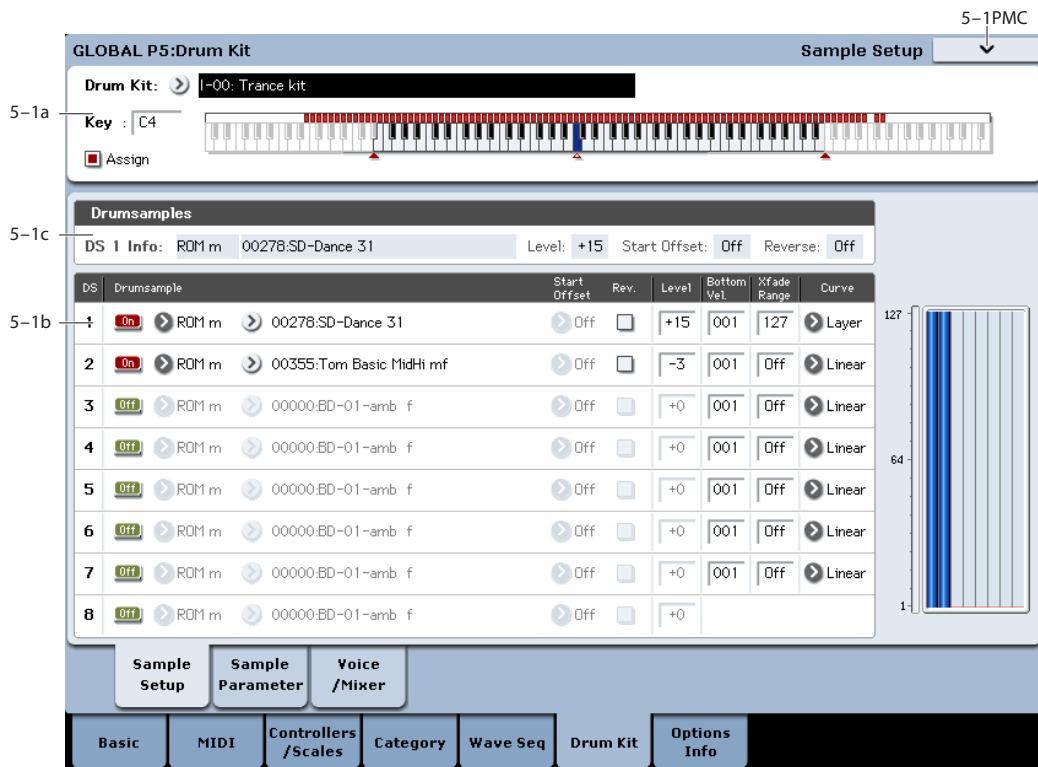 5–1PMC
GLOBAL P5:Drum Kit Sample Setup
Drum Kit: I-00: Trance kit
5–1a
Key : C4
Assign
Drumsamples
5–1c
DS 1 Info: ROM m 00278:SD-Dance 31 Level: +15 Start Offset: Off Reverse: Off
DS Drumsample Start Offset Rev. Level Bottom Vel. Xfade Range Curve
5–1b
1 On ROM m 00278:SD-Dance 31 Off +15 001 127 Layer
2 On ROM m 00355:Tom Basic MidHi mf Off -3 001 Off Linear
3 Off ROM m 00000:BD-01-amb f Off +0 001 Off Linear
4 Off ROM m 00000:BD-01-amb f Off +0 001 Off Linear
5 Off ROM m 00000:BD-01-amb f Off +0 001 Off Linear
6 Off ROM m 00000:BD-01-amb f Off +0 001 Off Linear
7 Off ROM m 00000:BD-01-amb f Off +0 001 Off Linear
8 Off ROM m 00000:BD-01-amb f Off +0
127
64
1
Sample Setup
Sample Parameter
Voice /Mixer
Basic
MIDI
Controllers /Scales
Category
Wave Seq
Drum Kit
Options Info